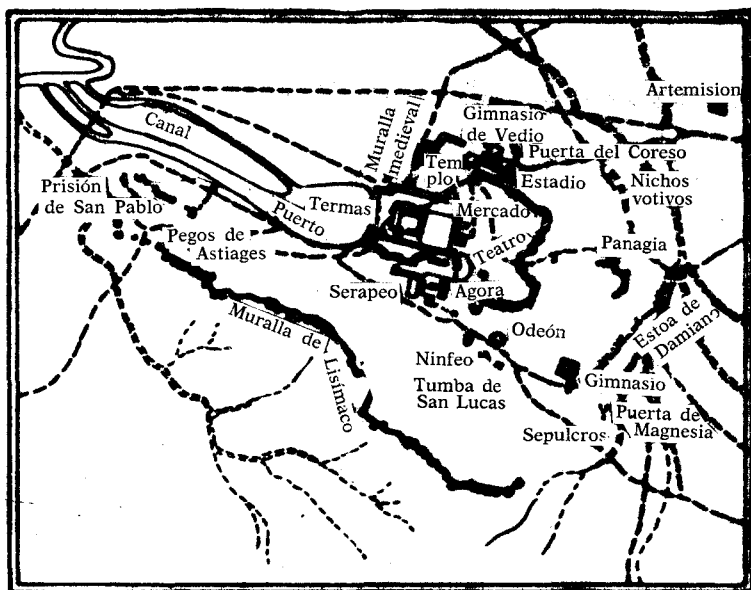 Artemision
Canal
Muralla
medieval
Gimnasio
de Vedio
Puerta del Coreso
Tem
plo
Estadio
Nichos
votivos
Prisión
de San Pablo
Termas
Puerto
Mercado
Pegos de
Astiages
Teatro
Panagia
Serapeo
Agora
Muralla de
Lisímaco
Odeón
Estoa de
Damiano
Ninfeo
Tumba de
San Lucas
Gimnasio
Puerta de
Magnesia
Sepulcros